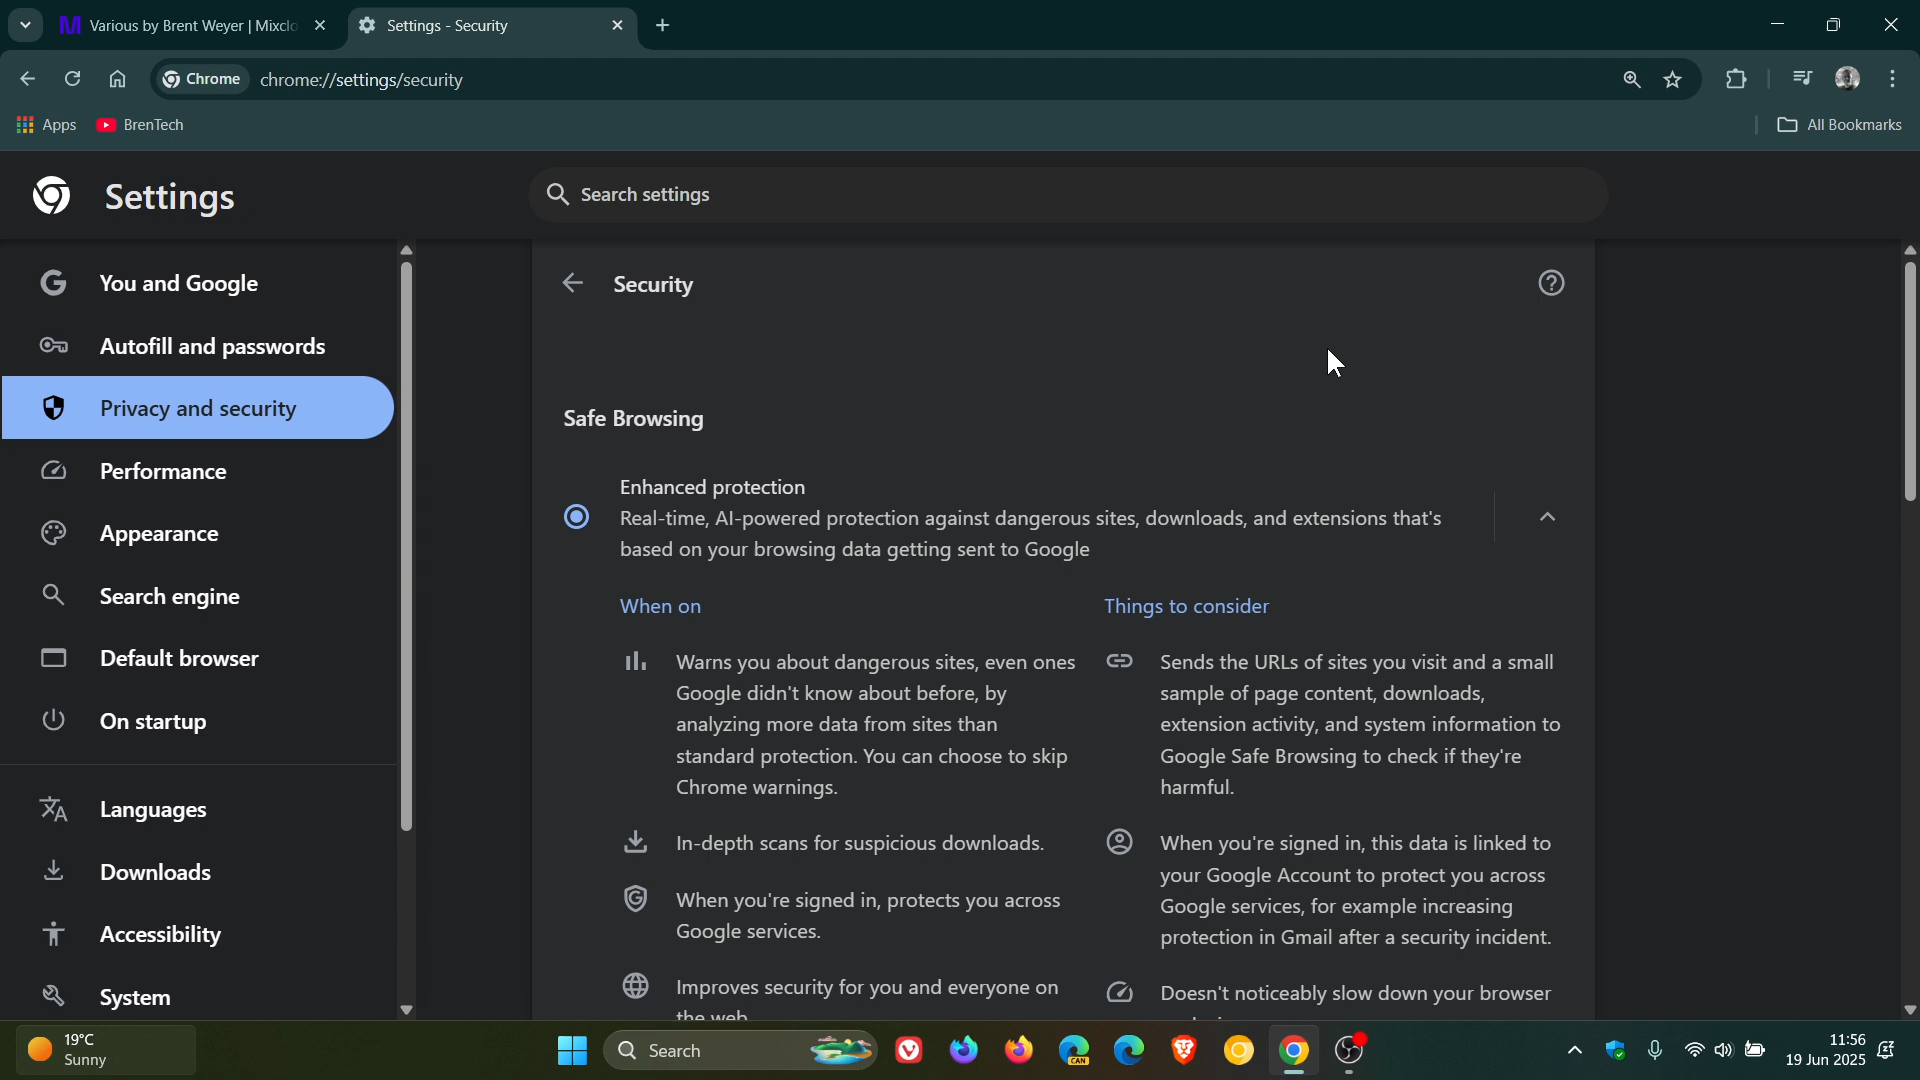 Various by Brent Weyer | Mixclo
Settings - Security
Chrome
chrome://settings/security
Apps
BrenTech
All Bookmarks
Settings
Search settings
You and Google
Autofill and passwords
Privacy and security
Performance
Appearance
Search engine
Default browser
On startup
Languages
Downloads
Accessibility
System
Security
Safe Browsing
Enhanced protection
Real-time, AI-powered protection against dangerous sites, downloads, and extensions that's
based on your browsing data getting sent to Google
When on
Warns you about dangerous sites, even ones
Google didn't know about before, by
analyzing more data from sites than
standard protection. You can choose to skip
Chrome warnings.
In-depth scans for suspicious downloads.
When you're signed in, protects you across
Google services.
Improves security for you and everyone on
the web.
Things to consider
Sends the URLs of sites you visit and a small
sample of page content, downloads,
extension activity, and system information to
Google Safe Browsing to check if they're
harmful.
When you're signed in, this data is linked to
your Google Account to protect you across
Google services, for example increasing
protection in Gmail after a security incident.
Doesn't noticeably slow down your browser
19°C
Sunny
Search
CAN
11:56
19 Jun 2025